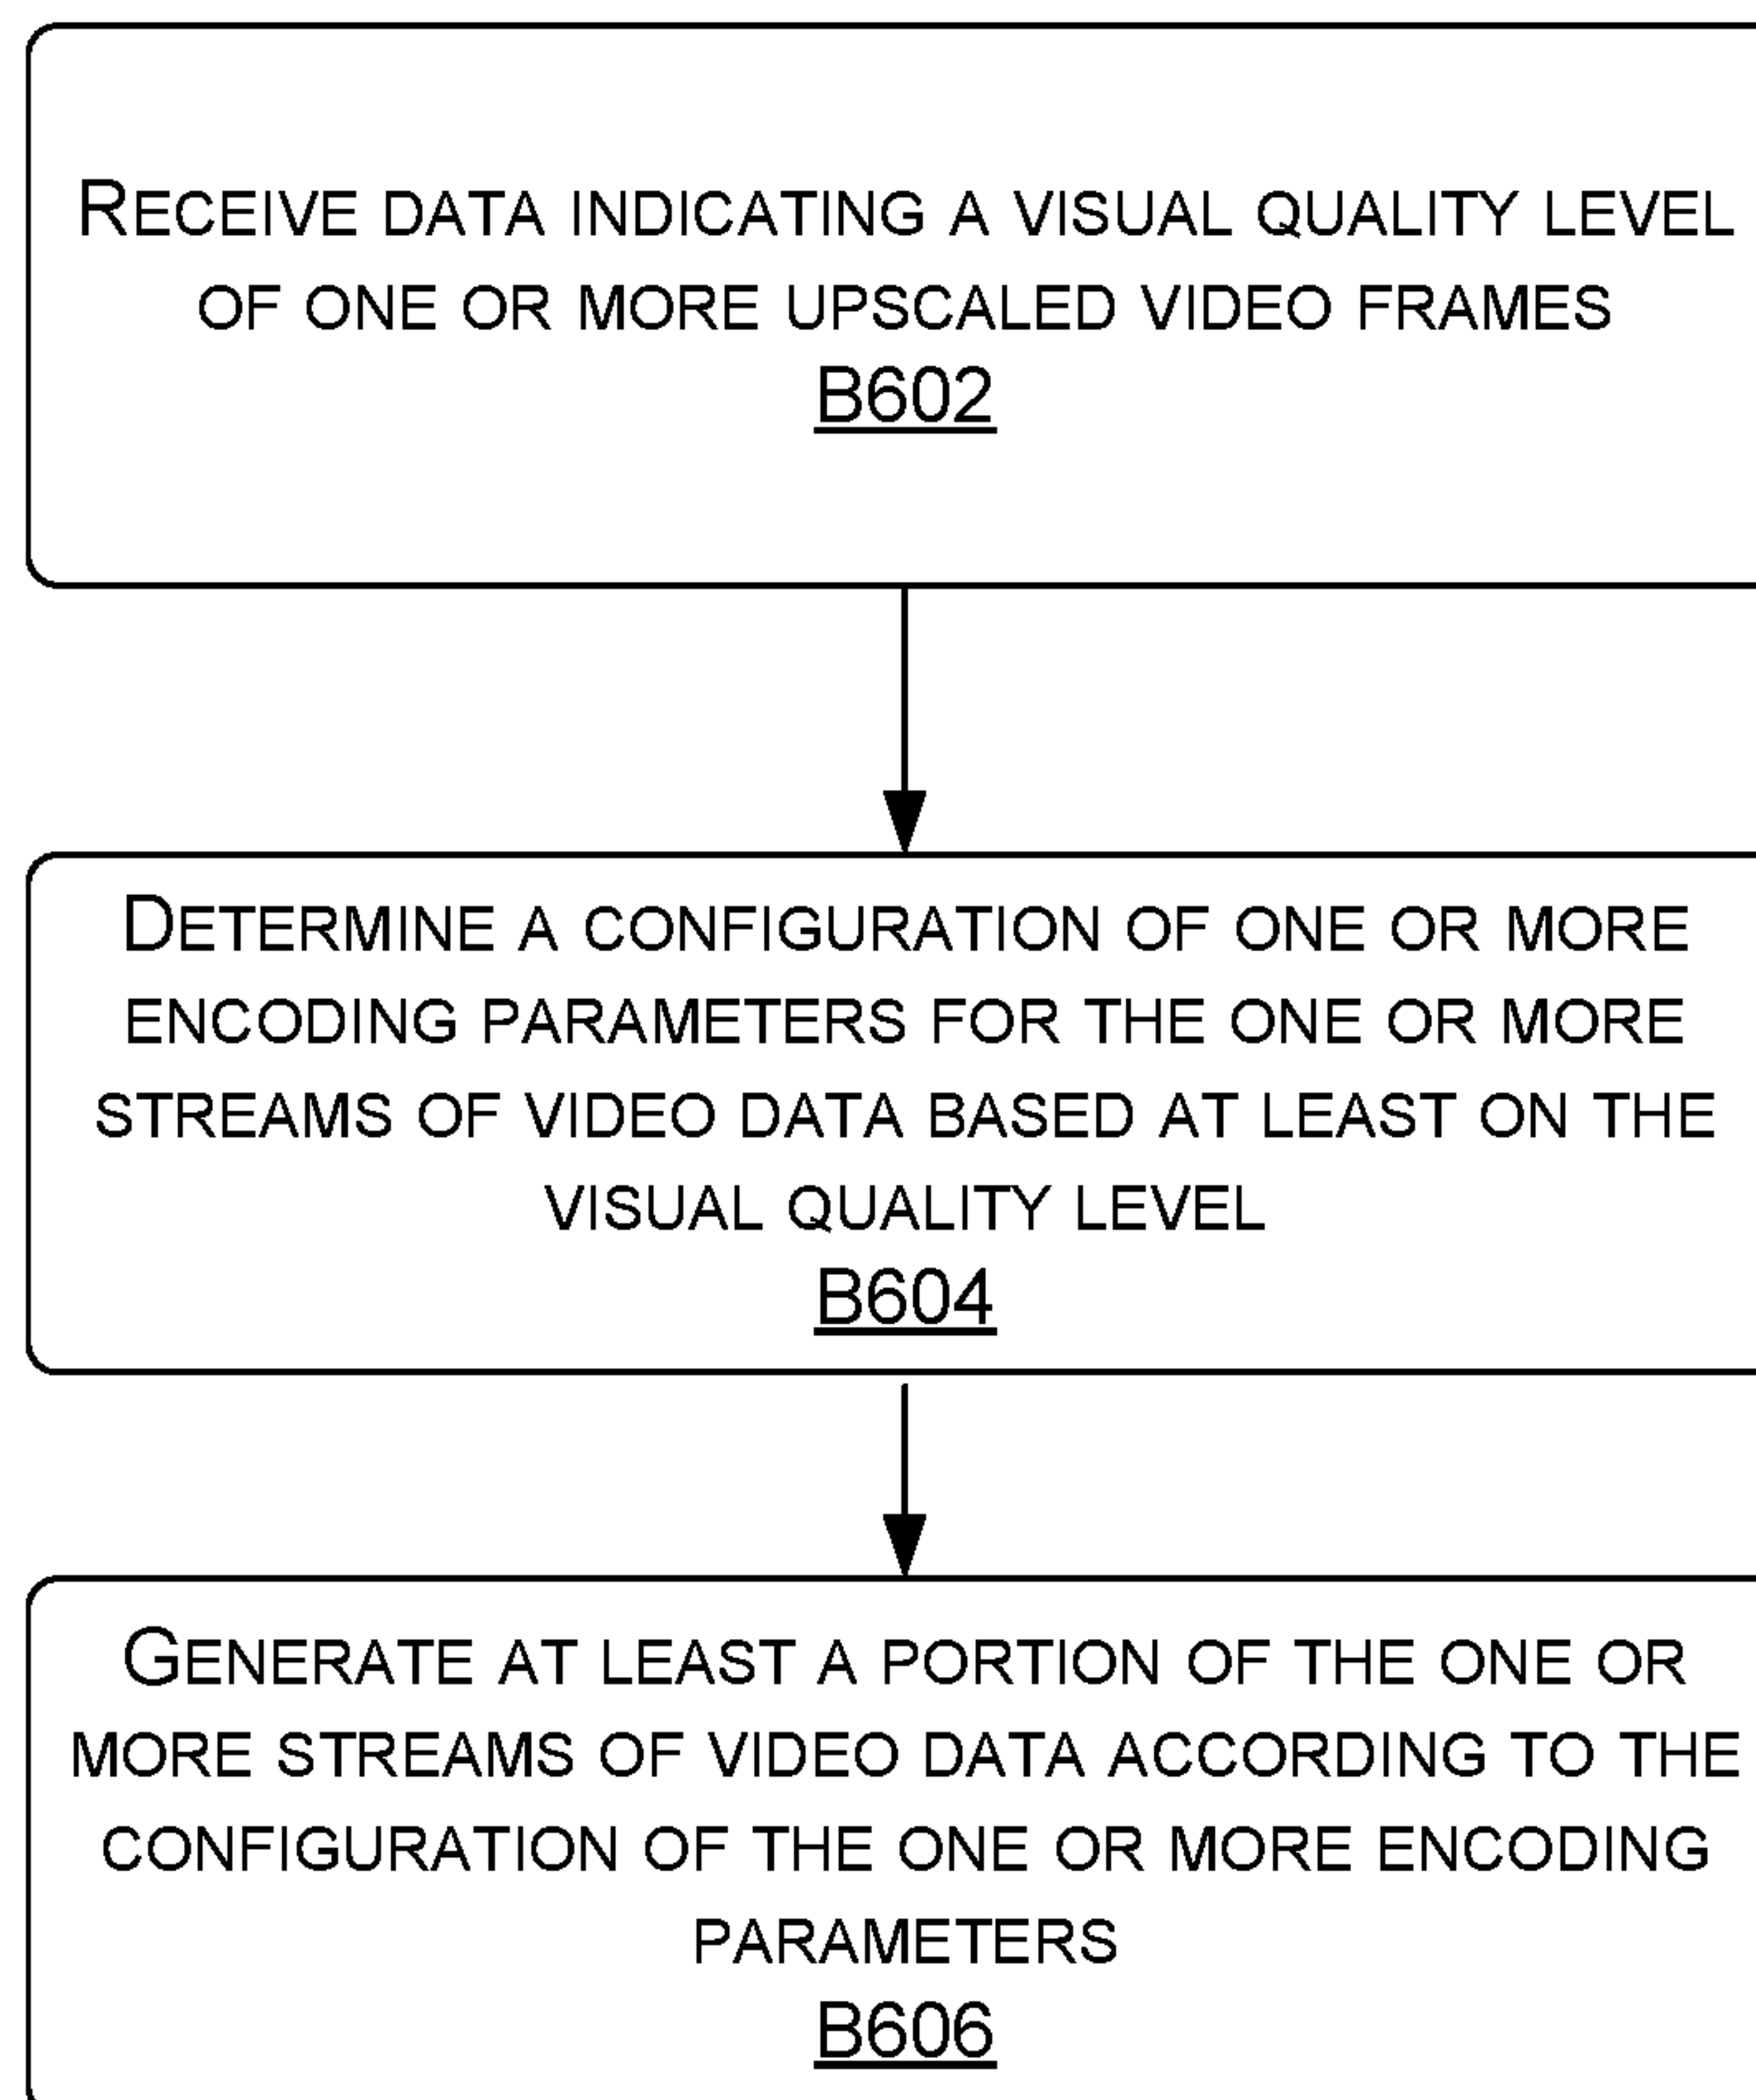 RECEIVE DATA INDICATING A VISUAL QUALITY LEVEL
OF ONE OR MORE UPSCALED VIDEO FRAMES
B602
DETERMINE A CONFIGURATION OF ONE OR MORE
ENCODING PARAMETERS FOR THE ONE OR MORE
STREAMS OF VIDEO DATA BASED AT LEAST ON THE
VISUAL QUALITY LEVEL
B604
GENERATE AT LEAST A PORTION OF THE ONE OR
MORE STREAMS OF VIDEO DATA ACCORDING TO THE
CONFIGURATION OF THE ONE OR MORE ENCODING
PARAMETERS
B606